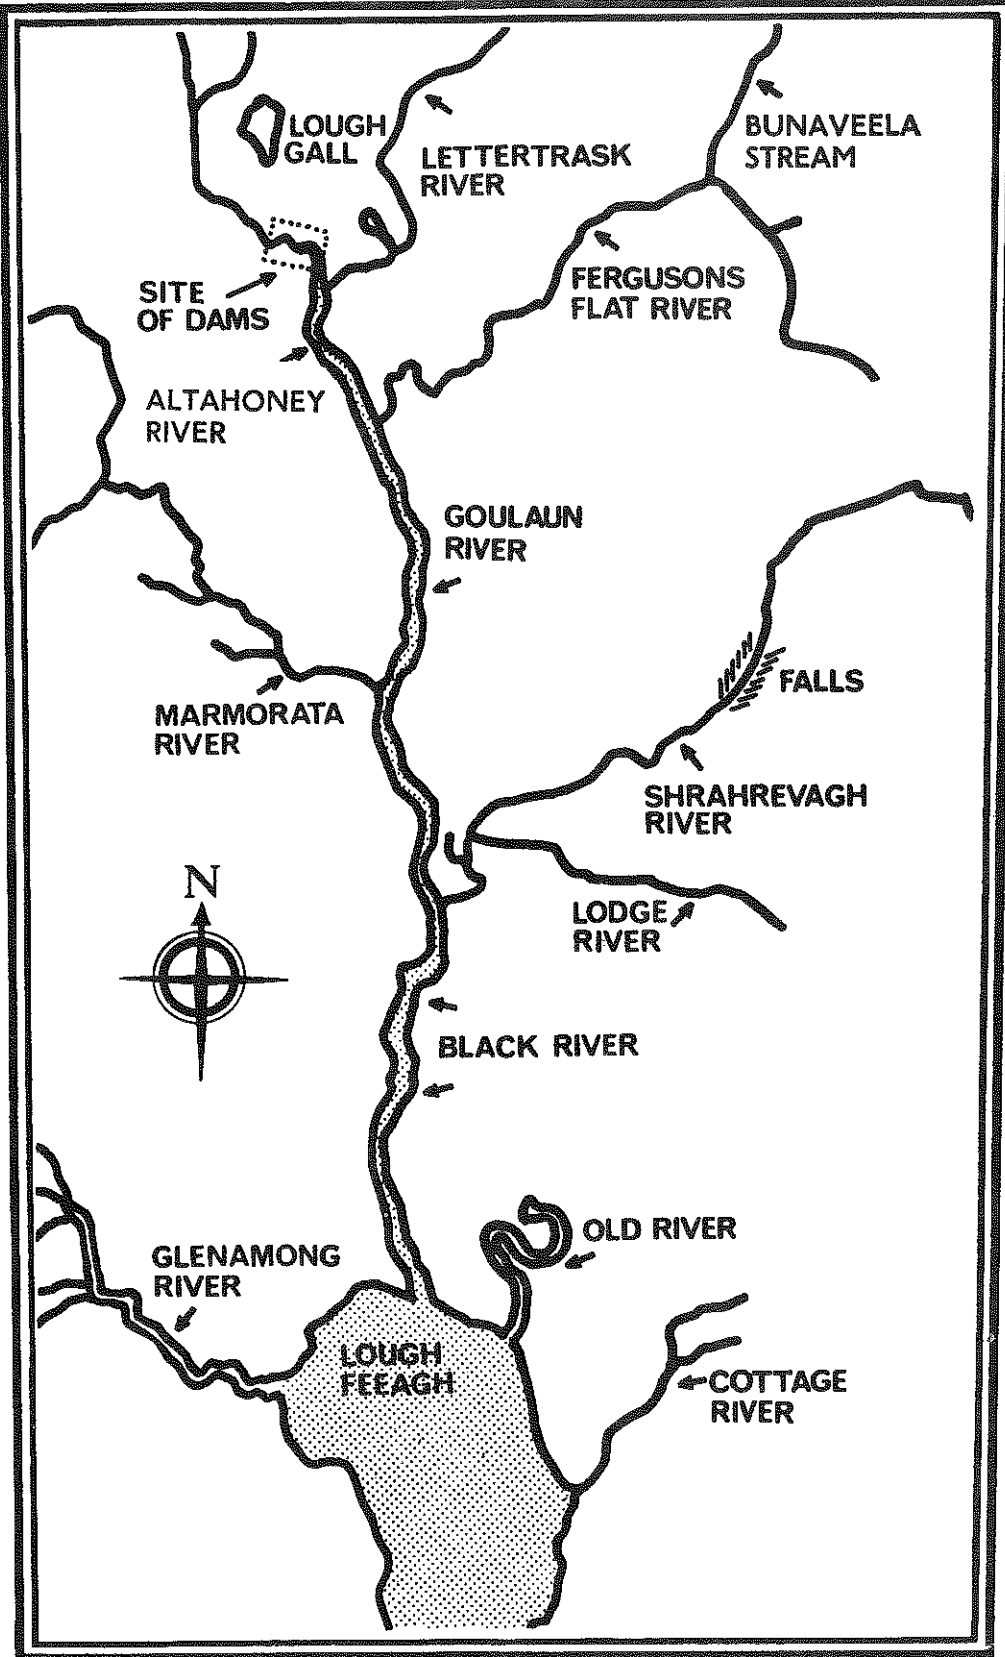 LOUGH
GALL
LETTERTRASK
RIVER
BUNAVEELA
STREAM
FERGUSONS
FLAT RIVER
SITE
OF DAMS
ALTAHONEY
RIVER
GOULAUN
RIVER
FALLS
MARMORATA
RIVER
SHRAHREVAGH
RIVER
N
LODGE
RIVER
BLACK RIVER
OLD RIVER
GLENAMONG
RIVER
LOUGH
FEEAGH
COTTAGE
RIVER